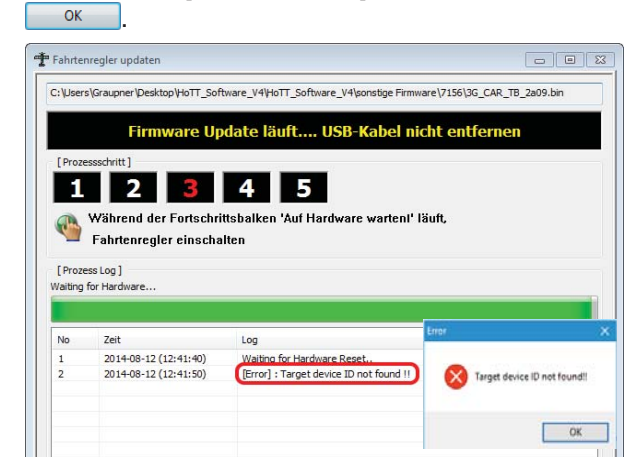 OK.
Fahrtenregler updaten
C:\Users\Graupner\Desktop\HoTT_Software_V4\HoTT_Software_V4\sonstige Firmware\7156\3G_CAR_TB_2a09.bin
Firmware Update läuft.... USB-Kabel nicht entfernen
[Prozessschritt]
1 2 3 4 5
Während der Fortschrittsbalken 'Auf Hardware warten!' läuft,
Fahrtenregler einschalten
[Prozess Log]
Waiting for Hardware...
No Zeit Log
1 2014-08-12 (12:41:40) Waiting for Hardware Reset..
2 2014-08-12 (12:41:50) [Error] : Target device ID not found !!
Error
Target device ID not found!!
OK